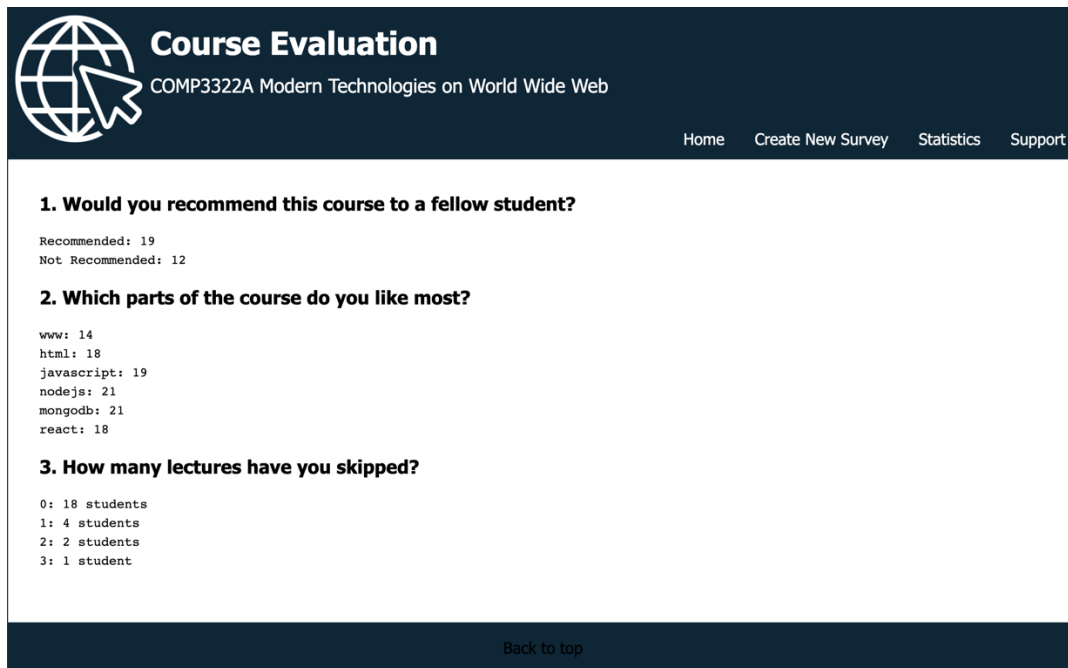 Course Evaluation
COMP3322A Modern Technologies on World Wide Web
Home Create New Survey Statistics Support
1. Would you recommend this course to a fellow student?
Recommended: 19
Not Recommended: 12
2. Which parts of the course do you like most?
www: 14
html: 18
javascript: 19
nodejs: 21
mongodb: 21
react: 18
3. How many lectures have you skipped?
0: 18 students
1: 4 students
2: 2 students
3: 1 student
Back to top